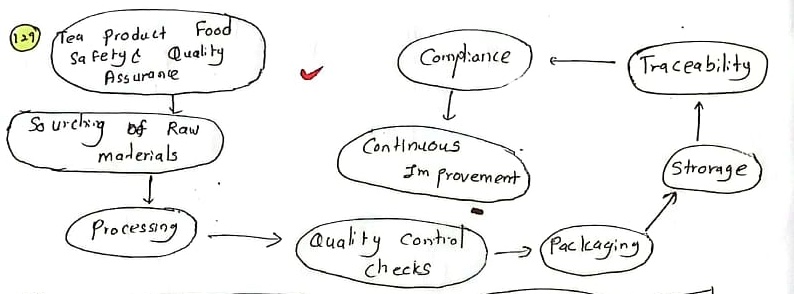 129
Tea Product Food
Safety & Quality
Assurance
Sourching of Raw
materials
Processing
Quality Control
Checks
Packaging
Strorage
Traceability
Compliance
Continuous
Improvement